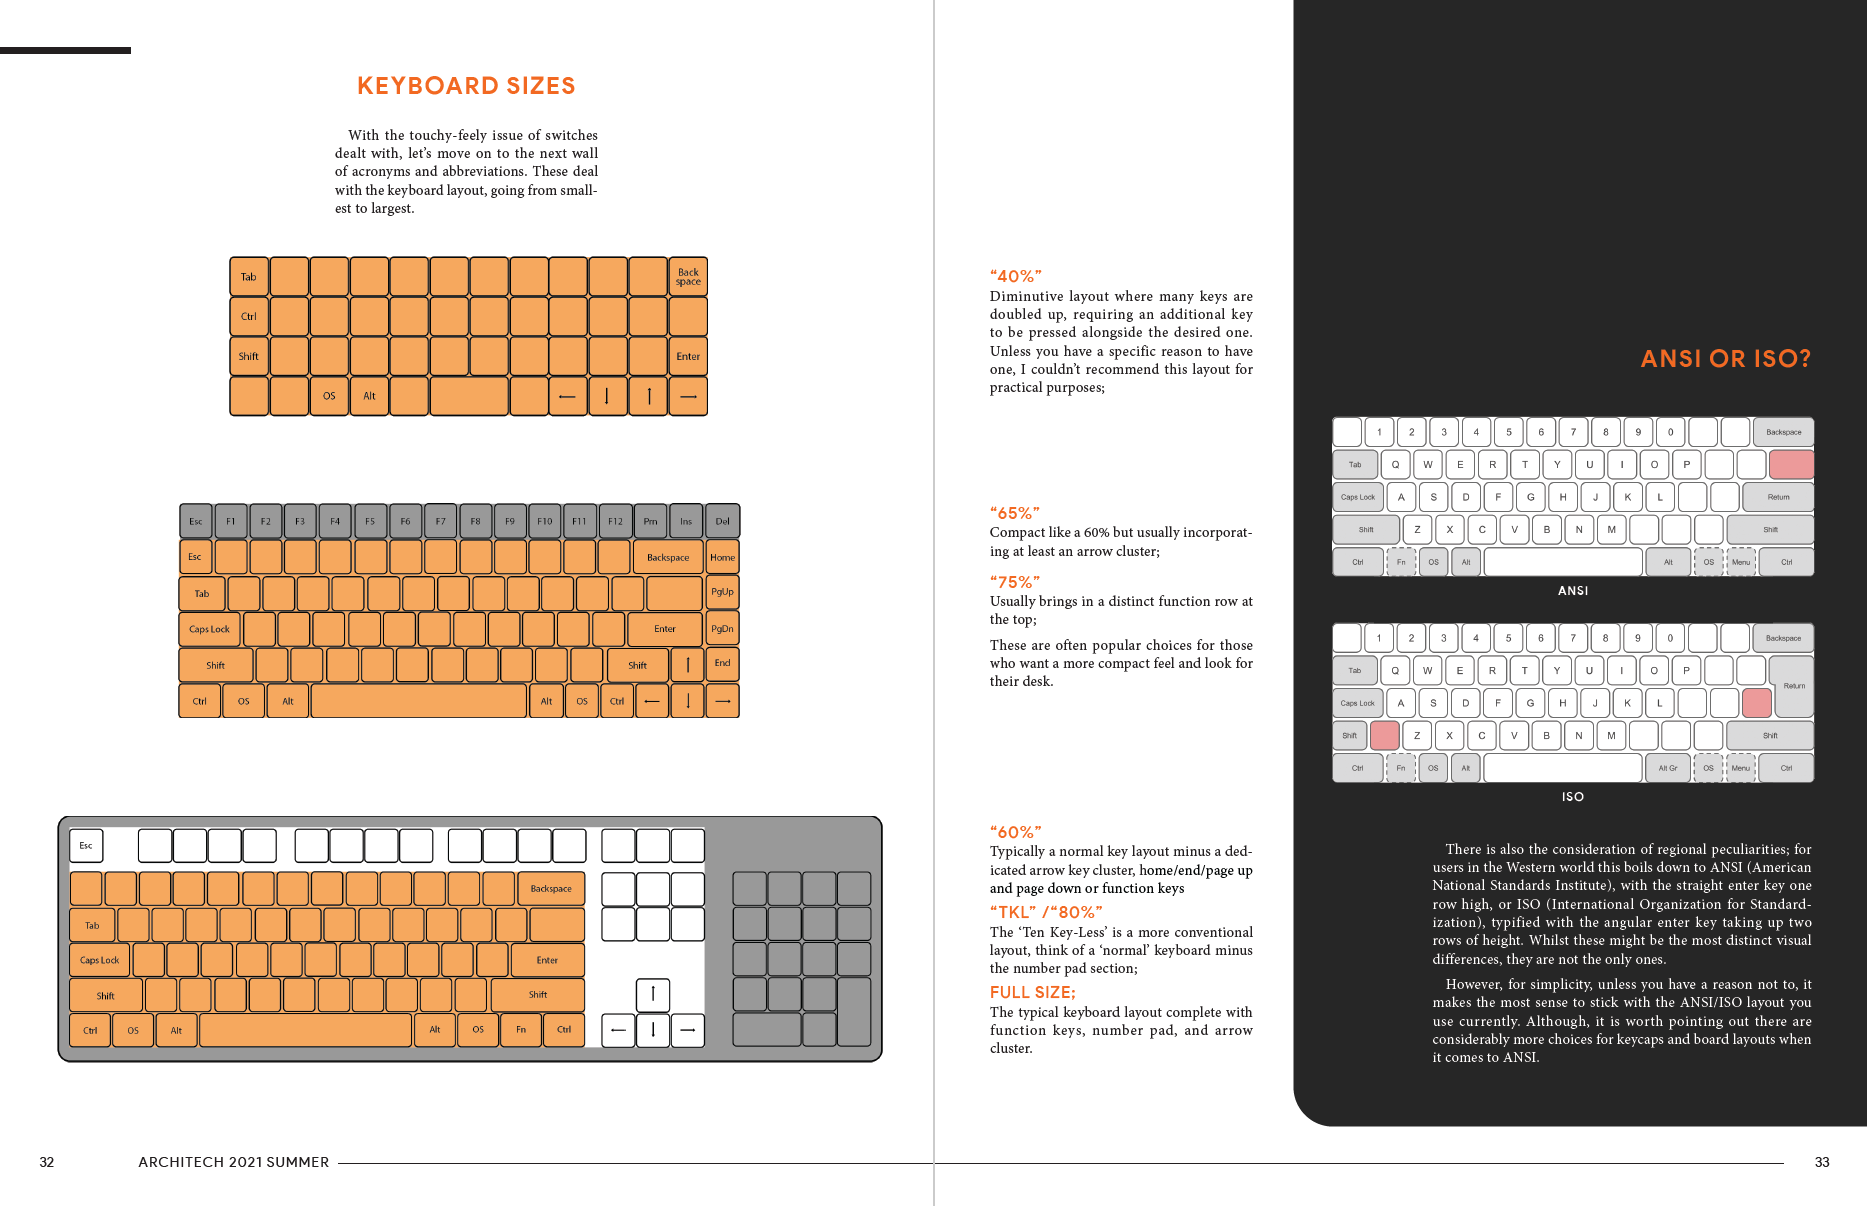 KEYBOARD SIZES
With the touchy-feely issue of switches
dealt with, let’s move on to the next wall
of acronyms and abbreviations. These deal
with the keyboard layout, going from small-
est to largest.
Tab Back space
Ctrl
Shift Enter
OS Alt ← ↓ ↑ →
Esc F1 F2 F3 F4 F5 F6 F7 F8 F9 F10 F11 F12 Prn Ins Del
Esc Backspace Home
Tab PgUp
Caps Lock Enter PgDn
Shift Shift ↑ End
Ctrl OS Alt Alt OS Ctrl ← ↓ →
Esc
Backspace
Tab
Caps Lock Enter
Shift Shift ↑
Ctrl OS Alt Alt OS Fn Ctrl ← ↓ →
32 ARCHITECH 2021 SUMMER
“40%”
Diminutive layout where many keys are
doubled up, requiring an additional key
to be pressed alongside the desired one.
Unless you have a specific reason to have
one, I couldn’t recommend this layout for
practical purposes;
“65%”
Compact like a 60% but usually incorporat-
ing at least an arrow cluster;
“75%”
Usually brings in a distinct function row at
the top;
These are often popular choices for those
who want a more compact feel and look for
their desk.
“60%”
Typically a normal key layout minus a ded-
icated arrow key cluster, home/end/page up
and page down or function keys
“TKL” /“80%”
The ‘Ten Key-Less’ is a more conventional
layout, think of a ‘normal’ keyboard minus
the number pad section;
FULL SIZE;
The typical keyboard layout complete with
function keys, number pad, and arrow
cluster.
ANSI OR ISO?
1 2 3 4 5 6 7 8 9 0 Backspace
Tab Q W E R T Y U I O P
Caps Lock A S D F G H J K L Return
Shift Z X C V B N M Shift
Ctrl Fn OS Alt Alt OS Menu Ctrl
ANSI
1 2 3 4 5 6 7 8 9 0 Backspace
Tab Q W E R T Y U I O P Return
Caps Lock A S D F G H J K L
Shift Z X C V B N M Shift
Ctrl Fn OS Alt Alt Gr OS Menu Ctrl
ISO
There is also the consideration of regional peculiarities; for
users in the Western world this boils down to ANSI (American
National Standards Institute), with the straight enter key one
row high, or ISO (International Organization for Standard-
ization), typified with the angular enter key taking up two
rows of height. Whilst these might be the most distinct visual
differences, they are not the only ones.
However, for simplicity, unless you have a reason not to, it
makes the most sense to stick with the ANSI/ISO layout you
use currently. Although, it is worth pointing out there are
considerably more choices for keycaps and board layouts when
it comes to ANSI.
33